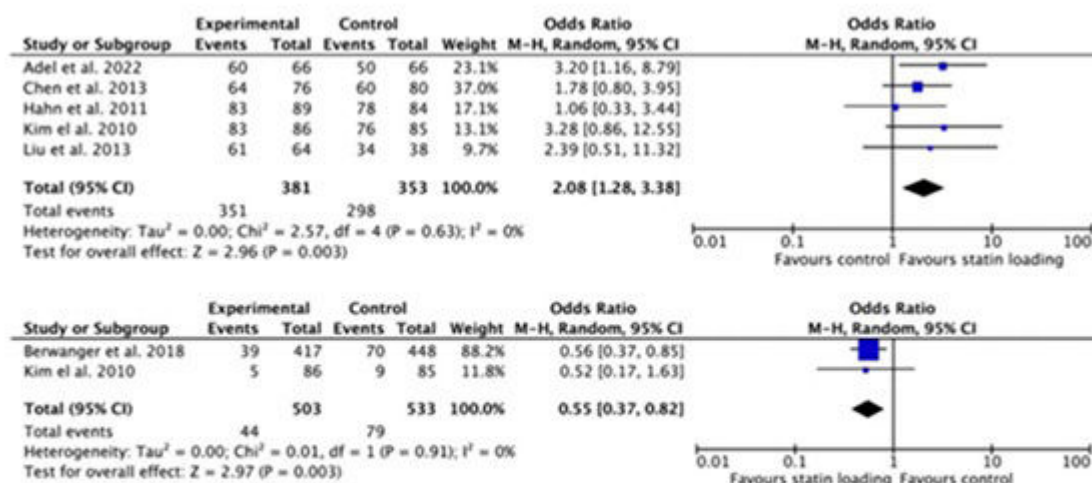 Experimental Control Odds Ratio Odds Ratio
Study or Subgroup Events Total Events Total Weight M-H, Random, 95% CI M-H, Random, 95% CI
Adel et al. 2022 60 66 50 66 23.1% 3.20 [1.16, 8.79]
Chen et al. 2013 64 76 60 80 37.0% 1.78 [0.80, 3.95]
Hahn et al. 2011 83 89 78 84 17.1% 1.06 [0.33, 3.44]
Kim el al. 2010 83 86 76 85 13.1% 3.28 [0.86, 12.55]
Liu et al. 2013 61 64 34 38 9.7% 2.39 [0.51, 11.32]
Total (95% CI) 381 353 100.0% 2.08 [1.28, 3.38]
Total events 351 298
Heterogeneity: Tau² = 0.00; Chi² = 2.57, df = 4 (P = 0.63); I² = 0%
Test for overall effect: Z = 2.96 (P = 0.003)
0.01 0.1 1 10 100
Favours control Favours statin loading
Experimental Control Odds Ratio Odds Ratio
Study or Subgroup Events Total Events Total Weight M-H, Random, 95% CI M-H, Random, 95% CI
Berwanger et al. 2018 39 417 70 448 88.2% 0.56 [0.37, 0.85]
Kim el al. 2010 5 86 9 85 11.8% 0.52 [0.17, 1.63]
Total (95% CI) 503 533 100.0% 0.55 [0.37, 0.82]
Total events 44 79
Heterogeneity: Tau² = 0.00; Chi² = 0.01, df = 1 (P = 0.91); I² = 0%
Test for overall effect: Z = 2.97 (P = 0.003)
0.01 0.1 1 10 100
Favours statin loading Favours control